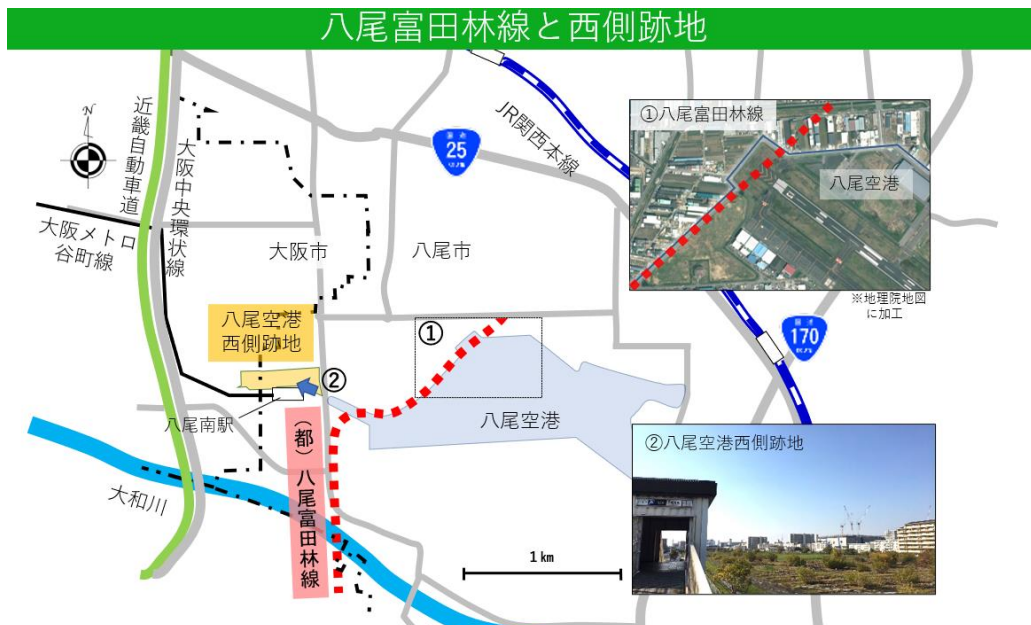 八尾富田林線と西側跡地
N
近畿自動車道
大阪中央環状線
国道
25
JR関西本線
①八尾富田林線
八尾空港
※地理院地図
に加工
大阪メトロ
谷町線
大阪市
八尾市
八尾空港
西側跡地
①
国道
170
②
八尾空港
八尾南駅
(都)八尾富田林線
②八尾空港西側跡地
大和川
1㎞